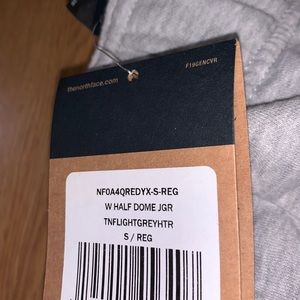 thenorthface.com
F19GENCVR
NF0A4QREDYX-S-REG
W HALF DOME JGR
TNFLIGHTGREYHTR
S / REG